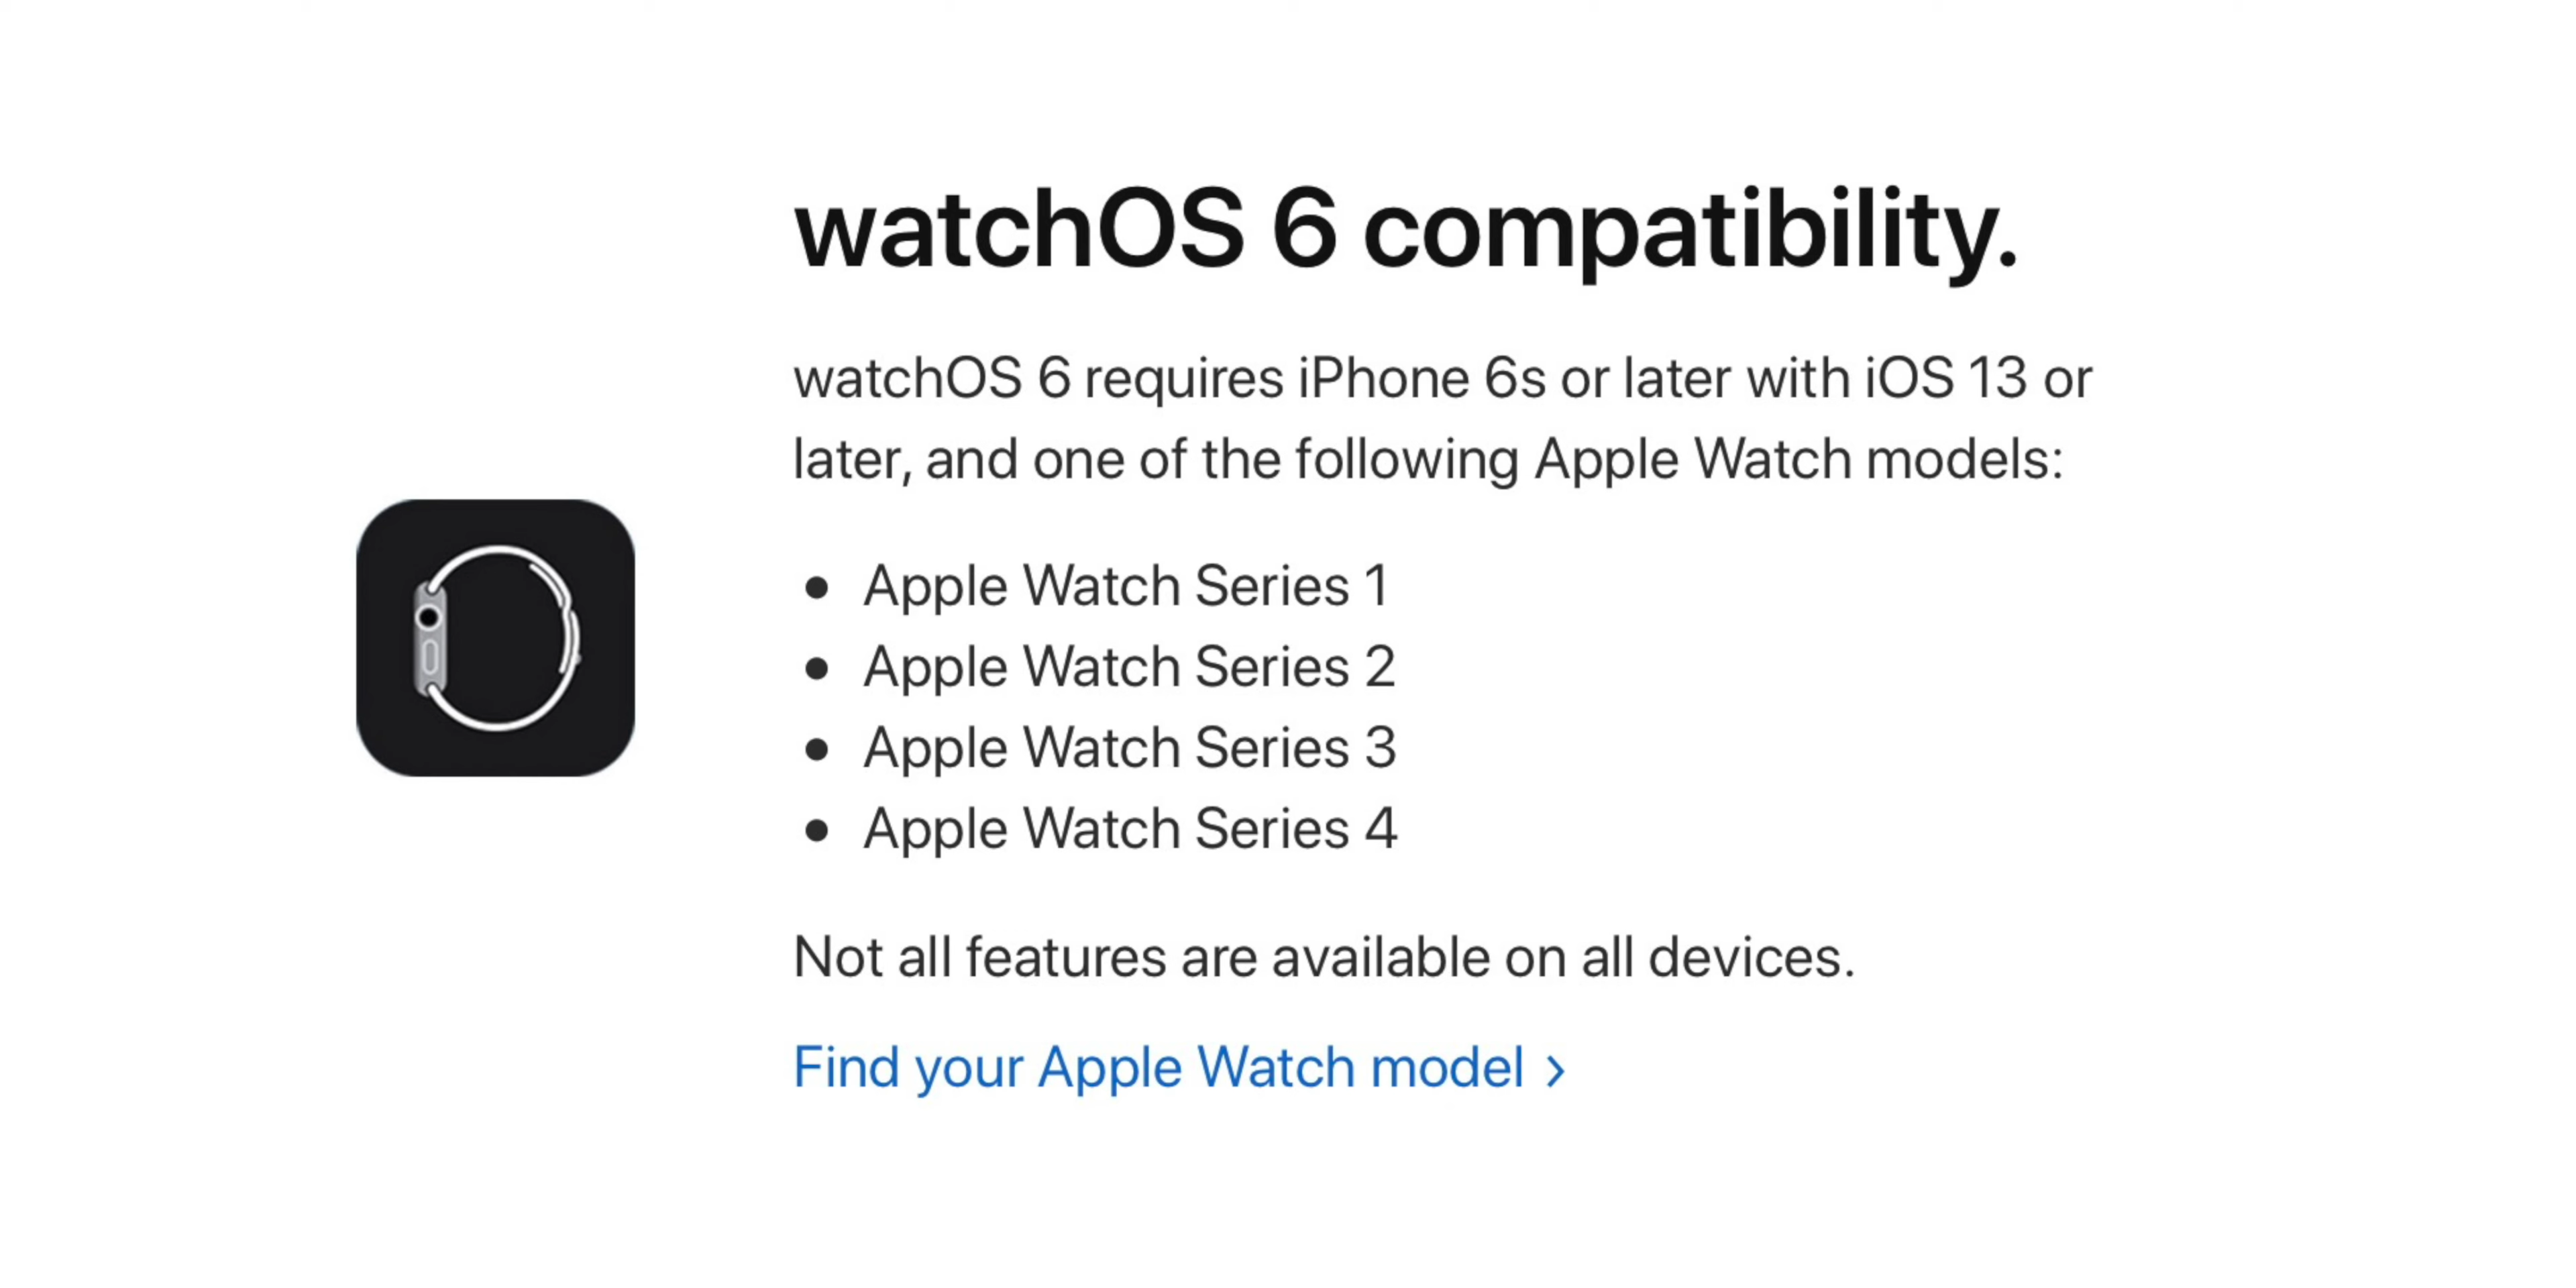 watchOS 6 compatibility.
watchOS 6 requires iPhone 6s or later with iOS 13 or
later, and one of the following Apple Watch models:
• Apple Watch Series 1
• Apple Watch Series 2
• Apple Watch Series 3
• Apple Watch Series 4
Not all features are available on all devices.
Find your Apple Watch model >